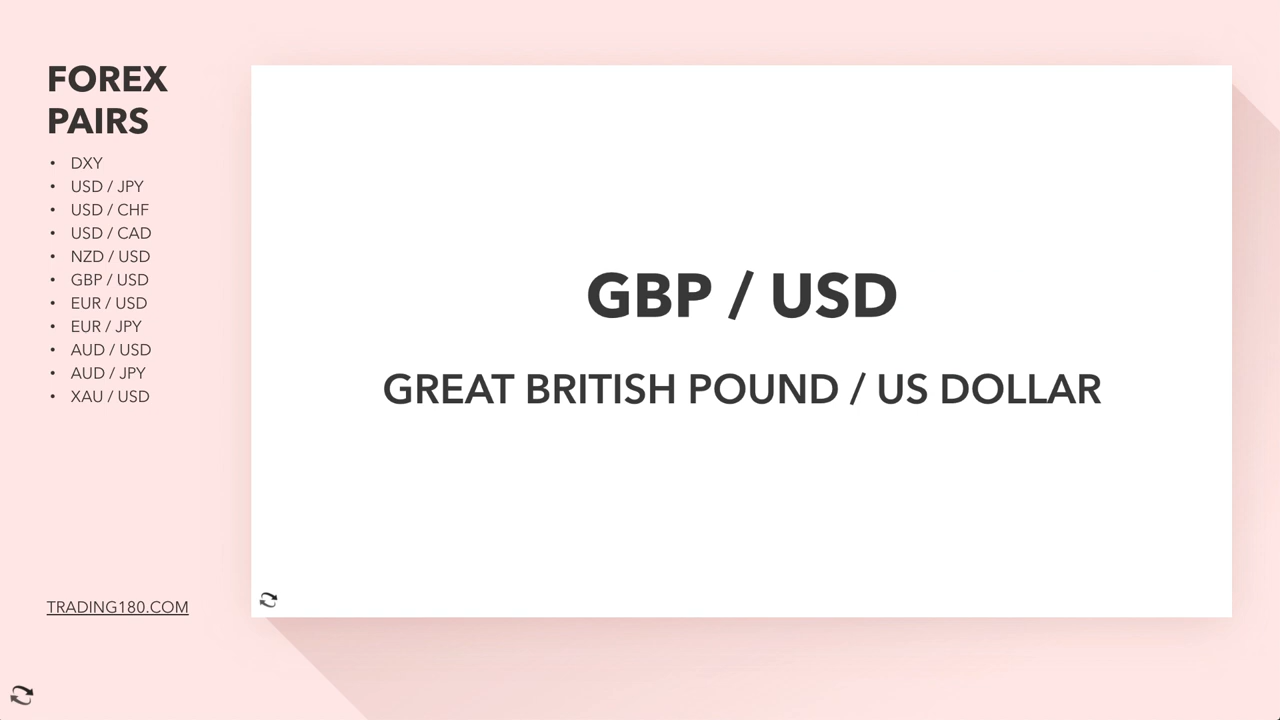 FOREX
PAIRS
• DXY
• USD / JPY
• USD / CHF
• USD / CAD
• NZD / USD
• GBP / USD
• EUR / USD
• EUR / JPY
• AUD / USD
• AUD / JPY
• XAU / USD
TRADING180.COM
GBP / USD
GREAT BRITISH POUND / US DOLLAR